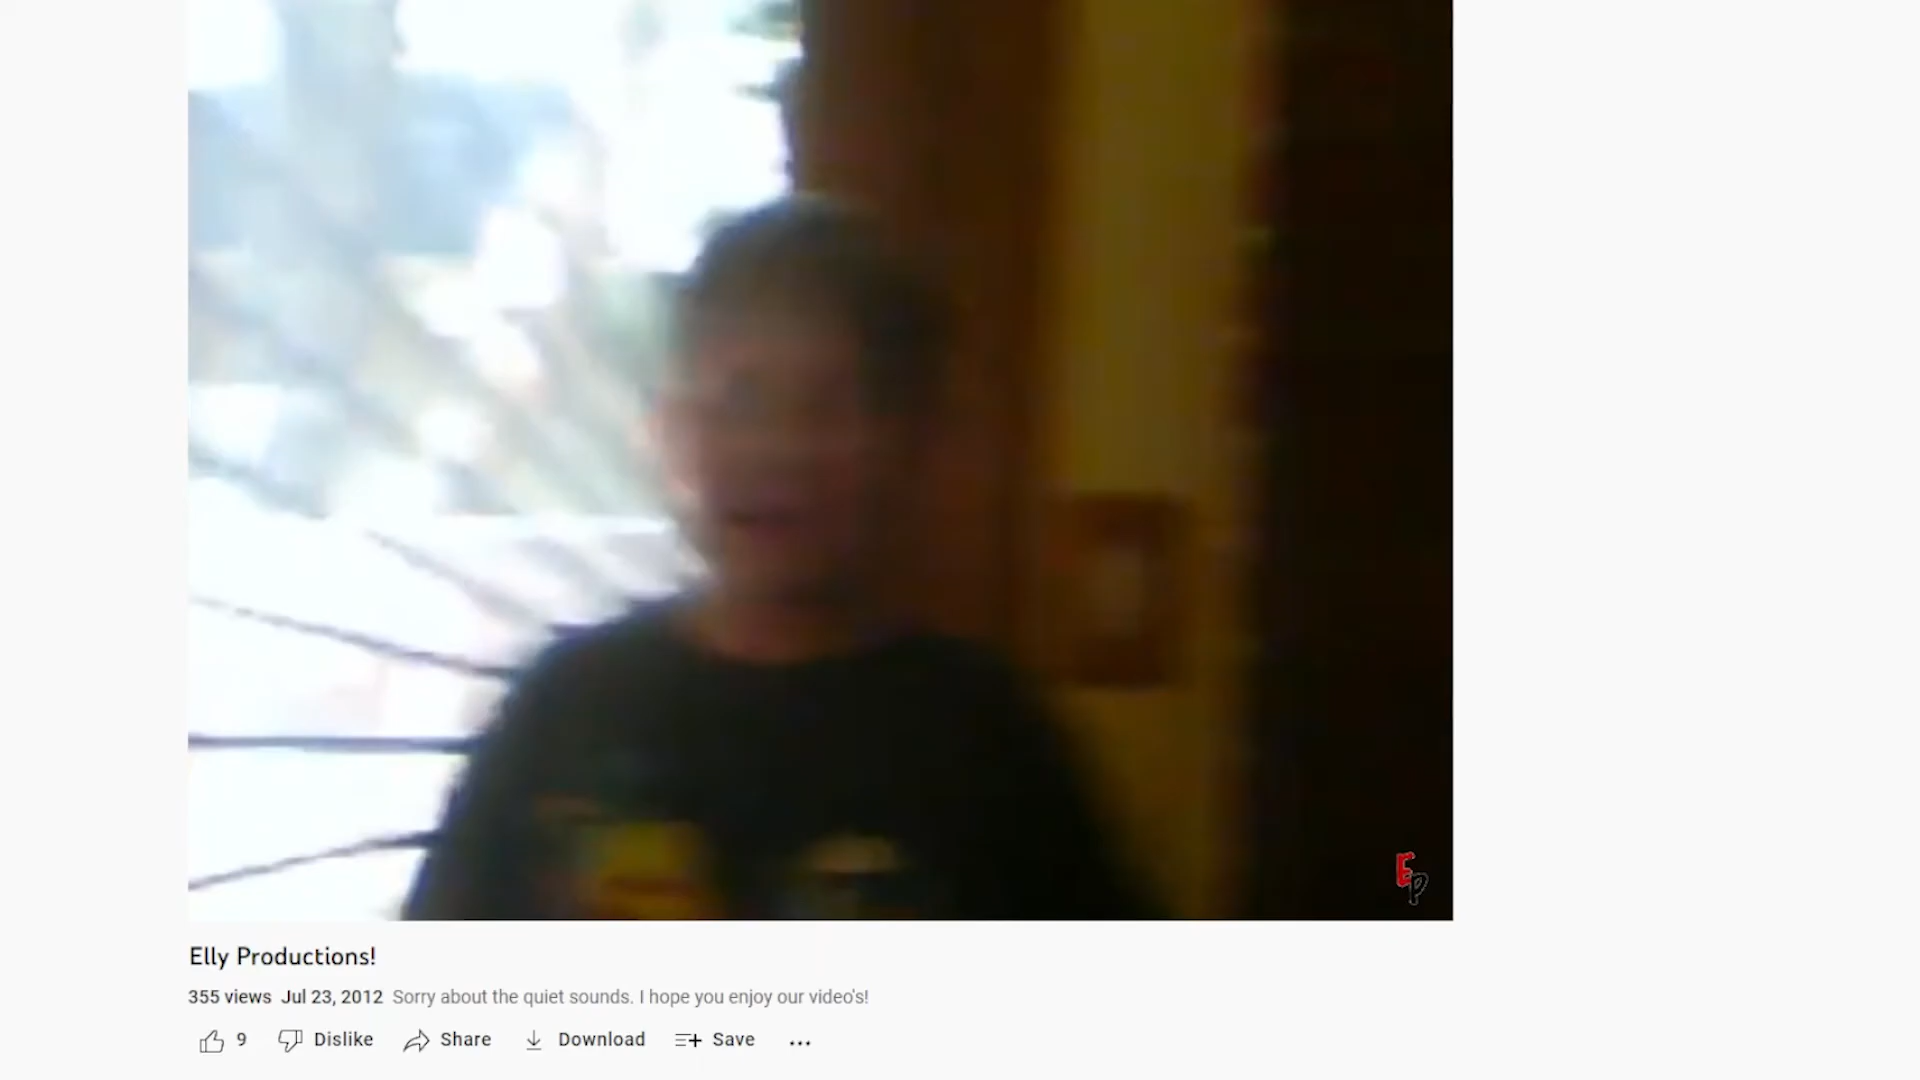 EP
Elly Productions!
355 views Jul 23, 2012 Sorry about the quiet sounds. I hope you enjoy our video's!
9 Dislike Share Download Save ...